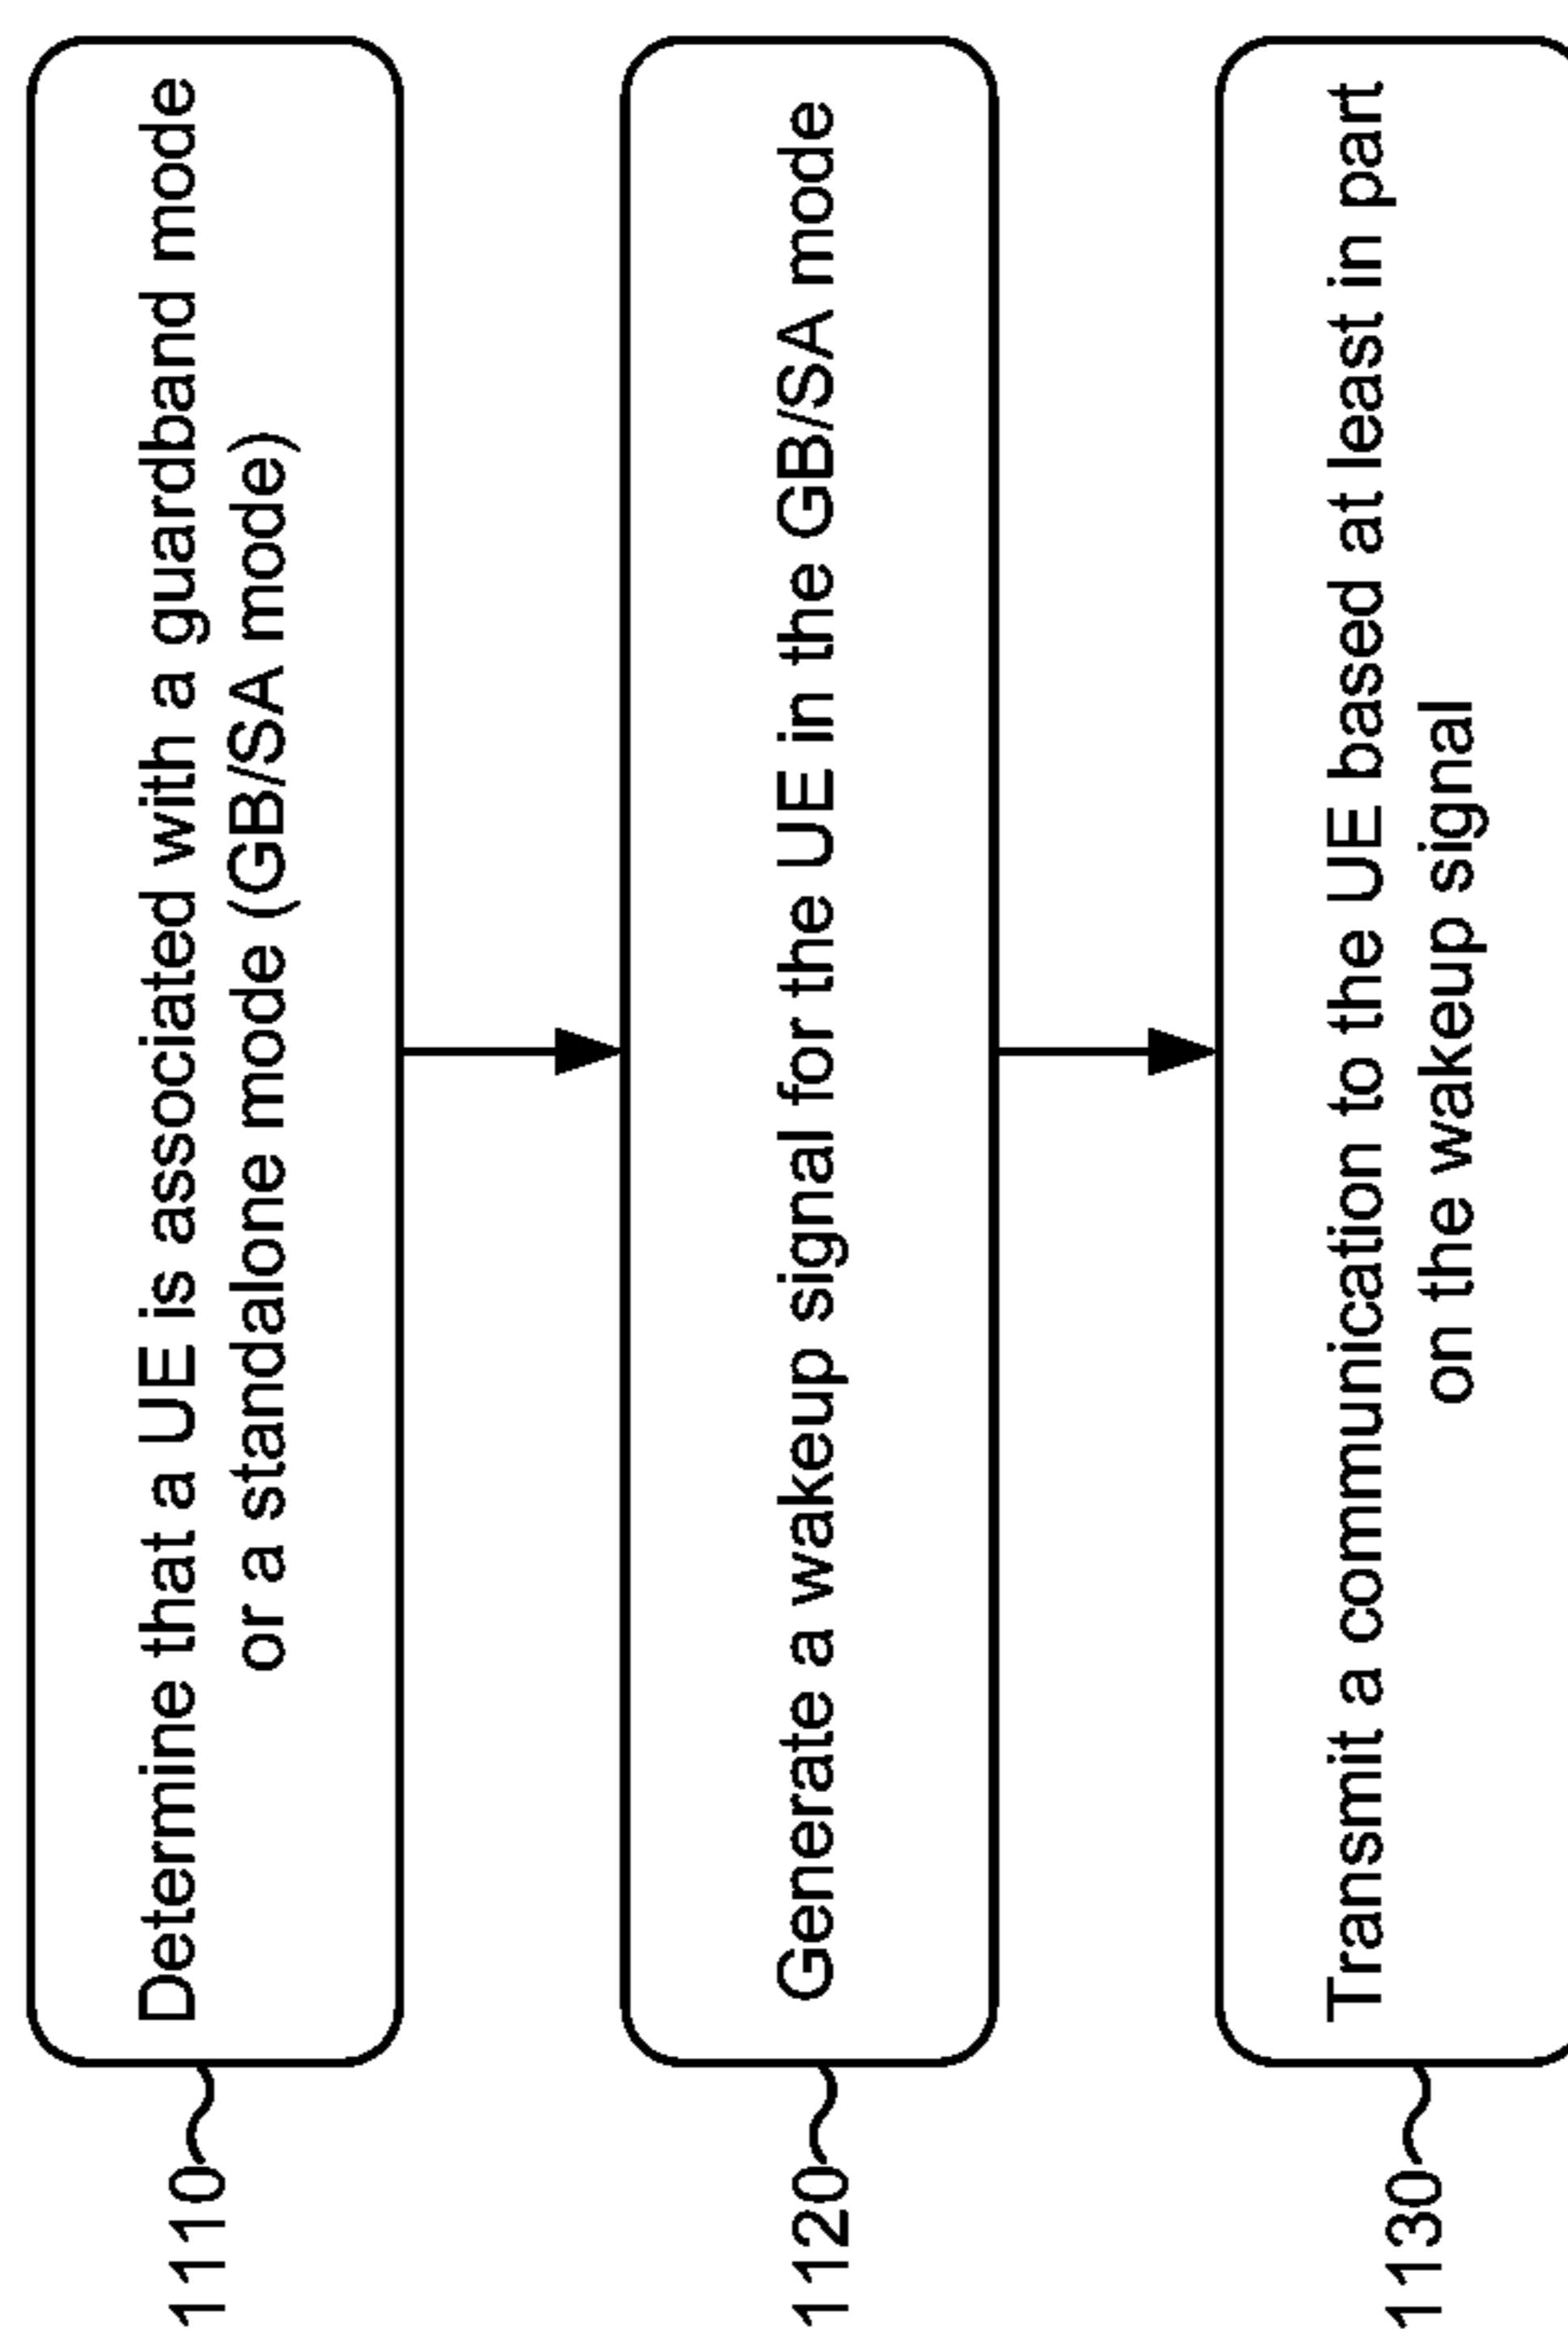 1110
Determine that a UE is associated with a guardband mode
or a standalone mode (GB/SA mode)
1120
Generate a wakeup signal for the UE in the GB/SA mode
1130
Transmit a communication to the UE based at least in part
on the wakeup signal